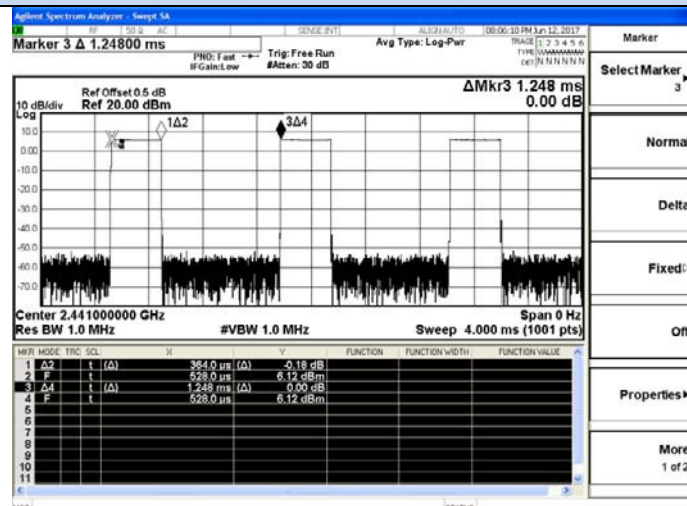 Agilent Spectrum Analyzer - Swept SA
RF 50 Ω AC SENSE:INT ALIGN AUTO 08:06:10 PM Jun 12, 2017
Marker 3 Δ 1.24800 ms
PNO: Fast
IFGain:Low
Trig: Free Run
#Atten: 30 dB
Avg Type: Log-Pwr
TRACE 1 2 3 4 5 6
TYPE
DET N N N N N N
Ref Offset 0.5 dB
10 dB/div Ref 20.00 dBm
ΔMkr3 1.248 ms
0.00 dB
Log
10.0
0.00
-10.0
-20.0
-30.0
-40.0
-50.0
-60.0
-70.0
1Δ2
3Δ4
Center 2.441000000 GHz Span 0 Hz
Res BW 1.0 MHz #VBW 1.0 MHz Sweep 4.000 ms (1001 pts)
MKR MODE TRC SCL X Y FUNCTION FUNCTION WIDTH FUNCTION VALUE
1 Δ2 t (Δ) 364.0 µs (Δ) -0.18 dB
2 F t 528.0 µs 6.12 dBm
3 Δ4 t (Δ) 1.248 ms (Δ) 0.00 dB
4 F t 528.0 µs 6.12 dBm
5
6
7
8
9
10
11
Marker
Select Marker
3
Normal
Delta
Fixed
Off
Properties
More
1 of 2